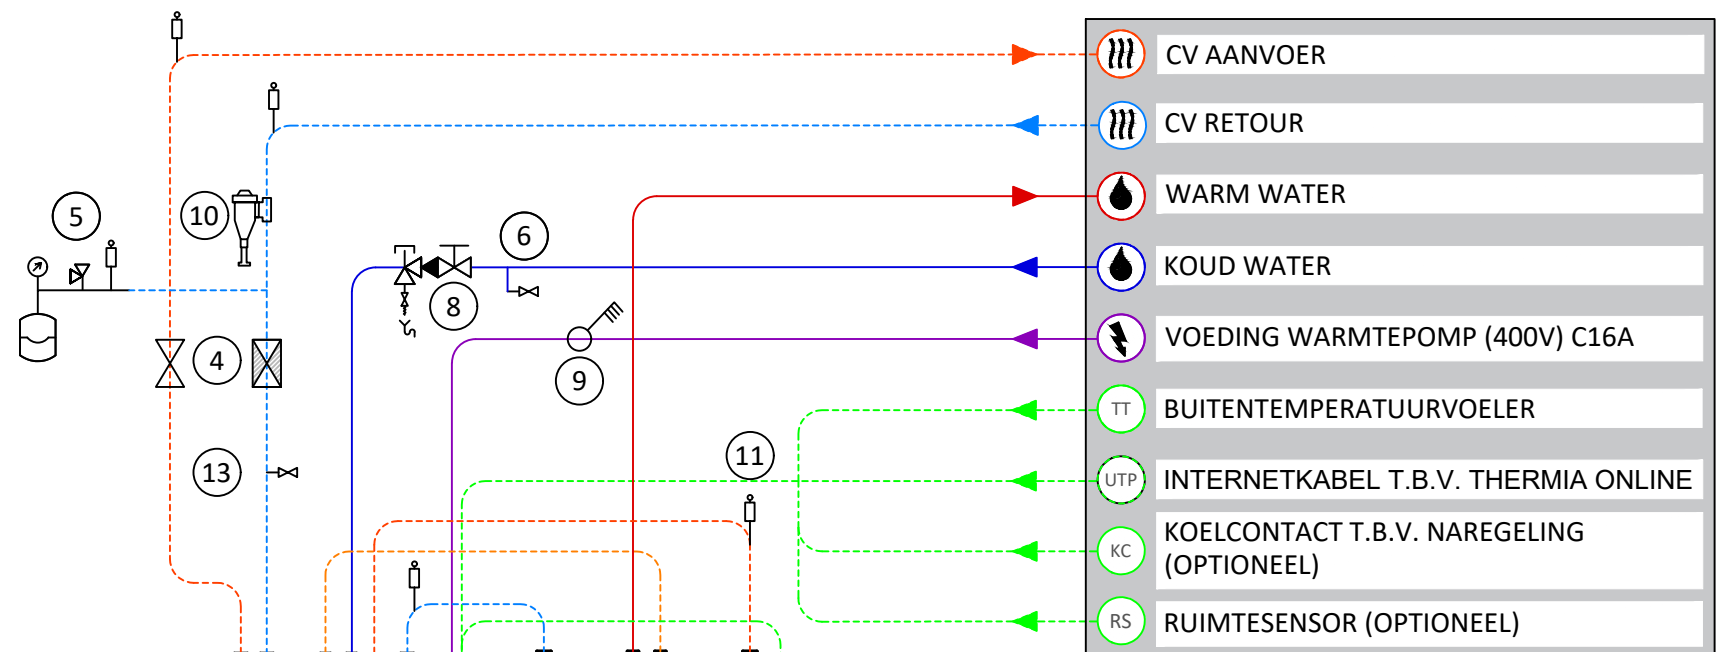 CV AANVOER
CV RETOUR
WARM WATER
10
5
6
KOUD WATER
8
VOEDING WARMTEPOMP (400V) C16A
4
9
TT
BUITENTEMPERATUURVOELER
11
13
UTP
INTERNETKABEL T.B.V. THERMIA ONLINE
KC
KOELCONTACT T.B.V. NAREGELING
(OPTIONEEL)
RS
RUIMTESENSOR (OPTIONEEL)